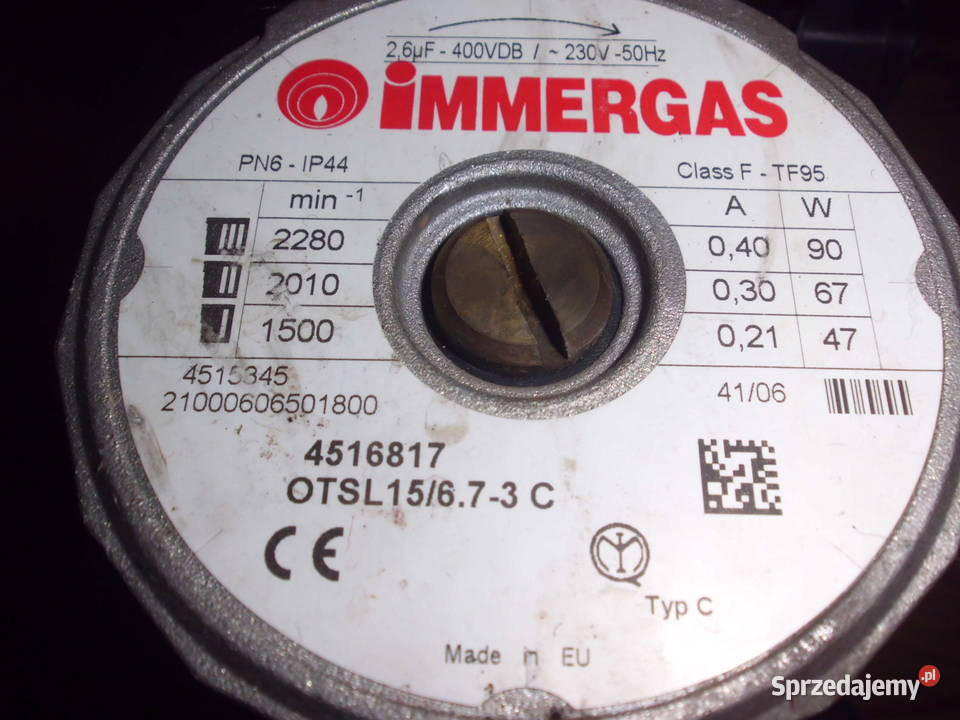 2,6µF - 400VDB / ~ 230V -50Hz
iMMERGAS
PN6 - IP44
Class F - TF95
min -1
A W
III 2280 0,40 90
II 2010 0,30 67
I 1500 0,21 47
4515345
21000606501800
41/06
4516817
OTSL15/6.7-3 C
CE
Typ C
Made in EU
Sprzedajemy.pl